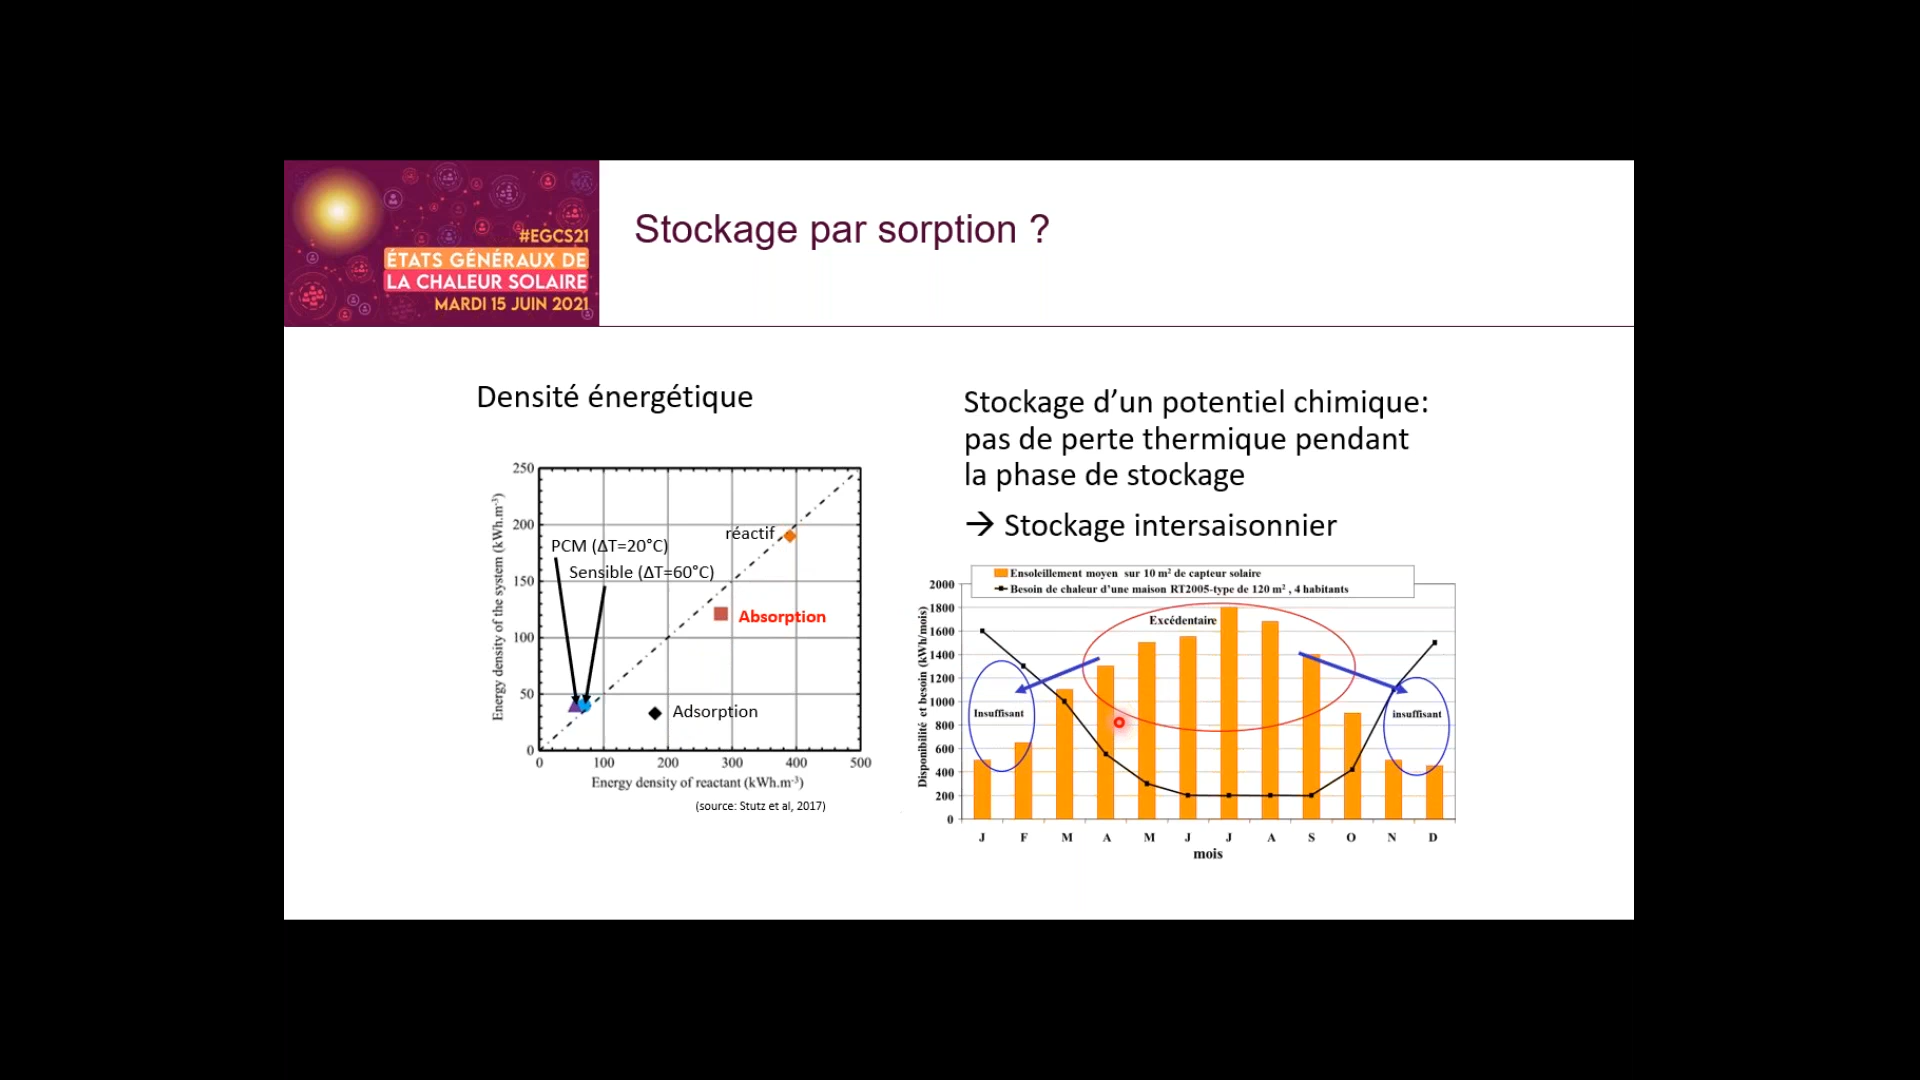 #EGCS21
ÉTATS GÉNÉRAUX DE
LA CHALEUR SOLAIRE
MARDI 15 JUIN 2021
Stockage par sorption ?
Densité énergétique
Energy density of the system (kWh.m⁻³)
250
200
150
100
50
0
PCM (ΔT=20°C)
Sensible (ΔT=60°C)
réactif
Absorption
Adsorption
0 100 200 300 400 500
Energy density of reactant (kWh.m⁻³)
(source: Stutz et al, 2017)
Stockage d’un potentiel chimique:
pas de perte thermique pendant
la phase de stockage
→ Stockage intersaisonnier
Ensoleillement moyen sur 10 m² de capteur solaire
Besoin de chaleur d’une maison RT2005-type de 120 m² , 4 habitants
Disponibilité et besoin (kWh/mois)
2000
1800
1600
1400
1200
1000
800
600
400
200
0
Excédentaire
Insuffisant
insuffisant
J F M A M J J A S O N D
mois